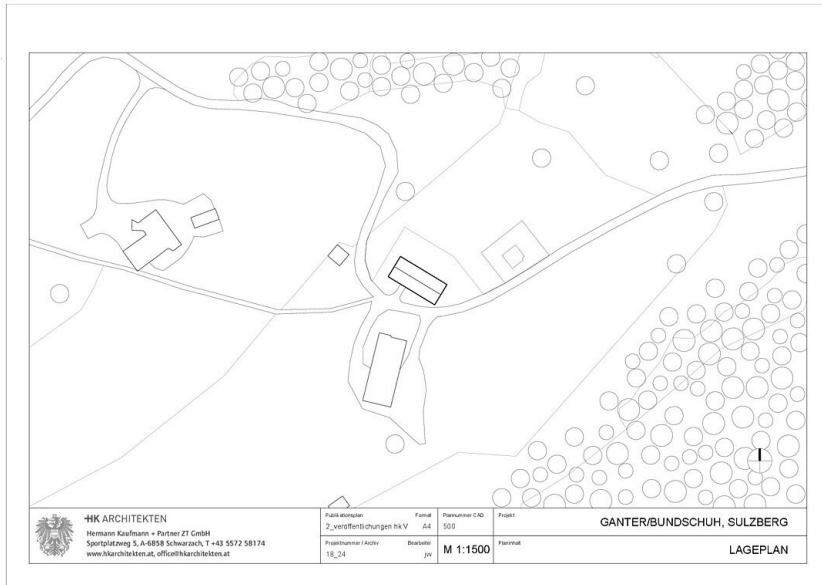 HK ARCHITEKTEN
Hermann Kaufmann + Partner ZT GmbH
Sportplatzweg 5, A-6858 Schwarzach, T +43 5572 58174
www.hkarchitekten.at, office@hkarchitekten.at
Publikationsplan Format
2_veröffentlichungen hk V A4
Projektnummer / Archiv Bearbeiter
18_24 jw
Plannummer CAD
500
M 1:1500
Projekt
GANTER/BUNDSCHUH, SULZBERG
Planinhalt
LAGEPLAN